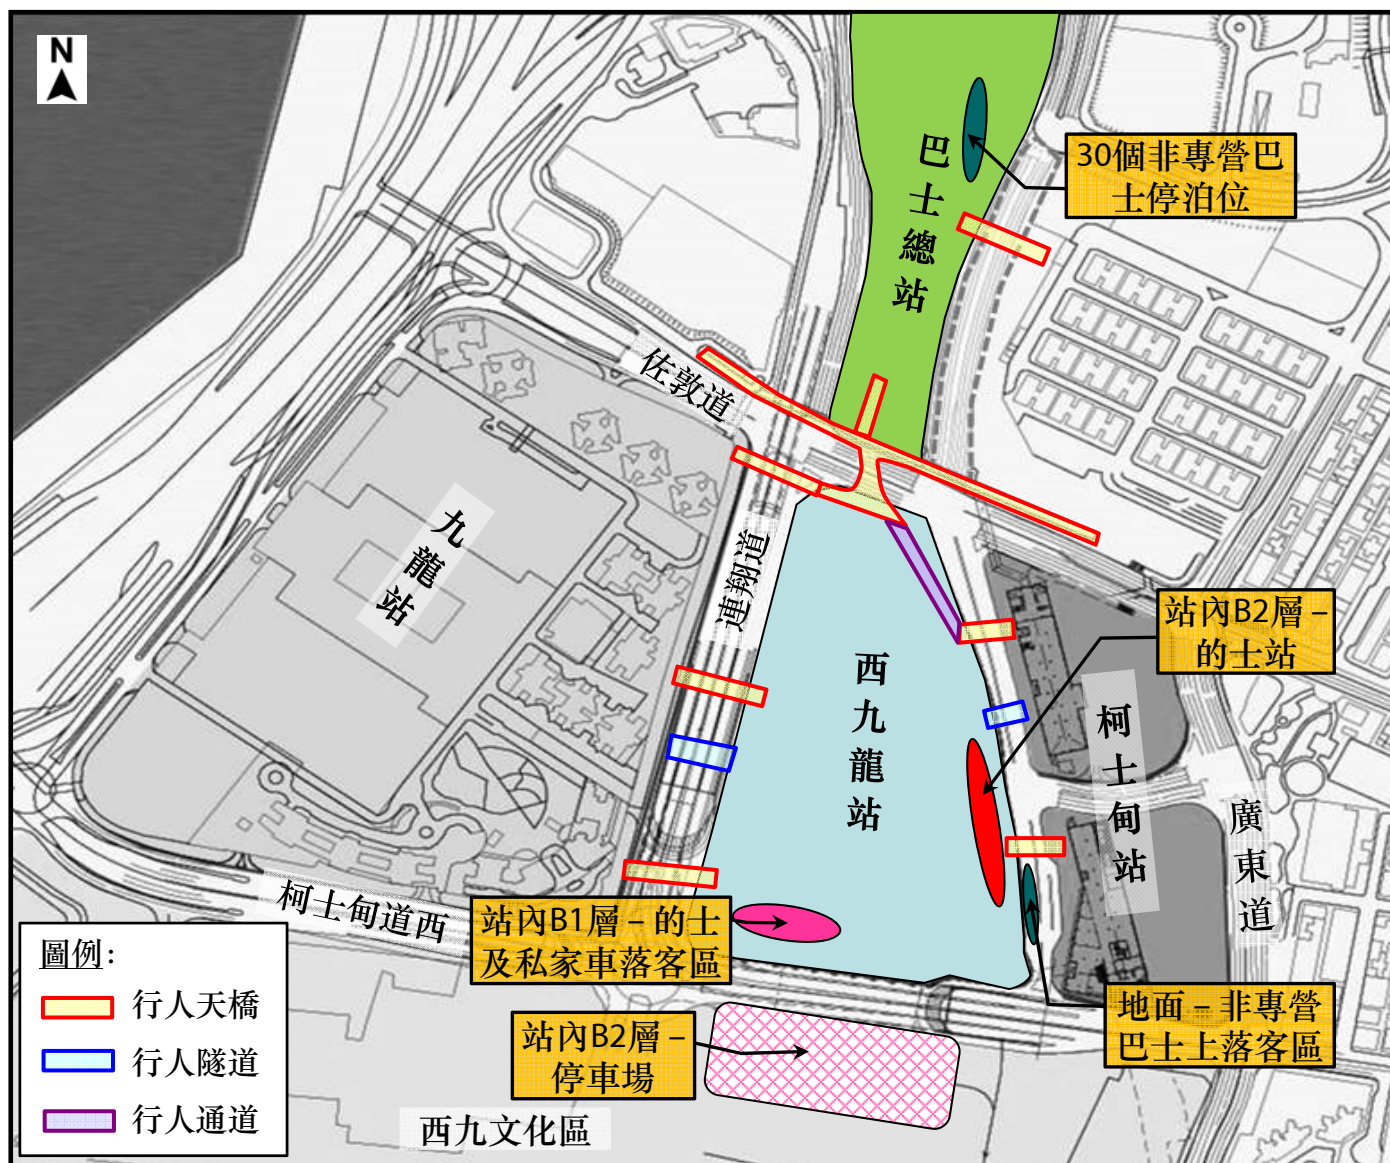 N
30個非專營巴
士停泊位
巴士總站
佐敦道
九龍站
連翔道
站內B2層 –
的士站
西九龍站
柯士甸站
廣東道
柯士甸道西
站內B1層 – 的士
及私家車落客區
地面 – 非專營
巴士上落客區
站內B2層 –
停車場
西九文化區
圖例:
行人天橋
行人隧道
行人通道